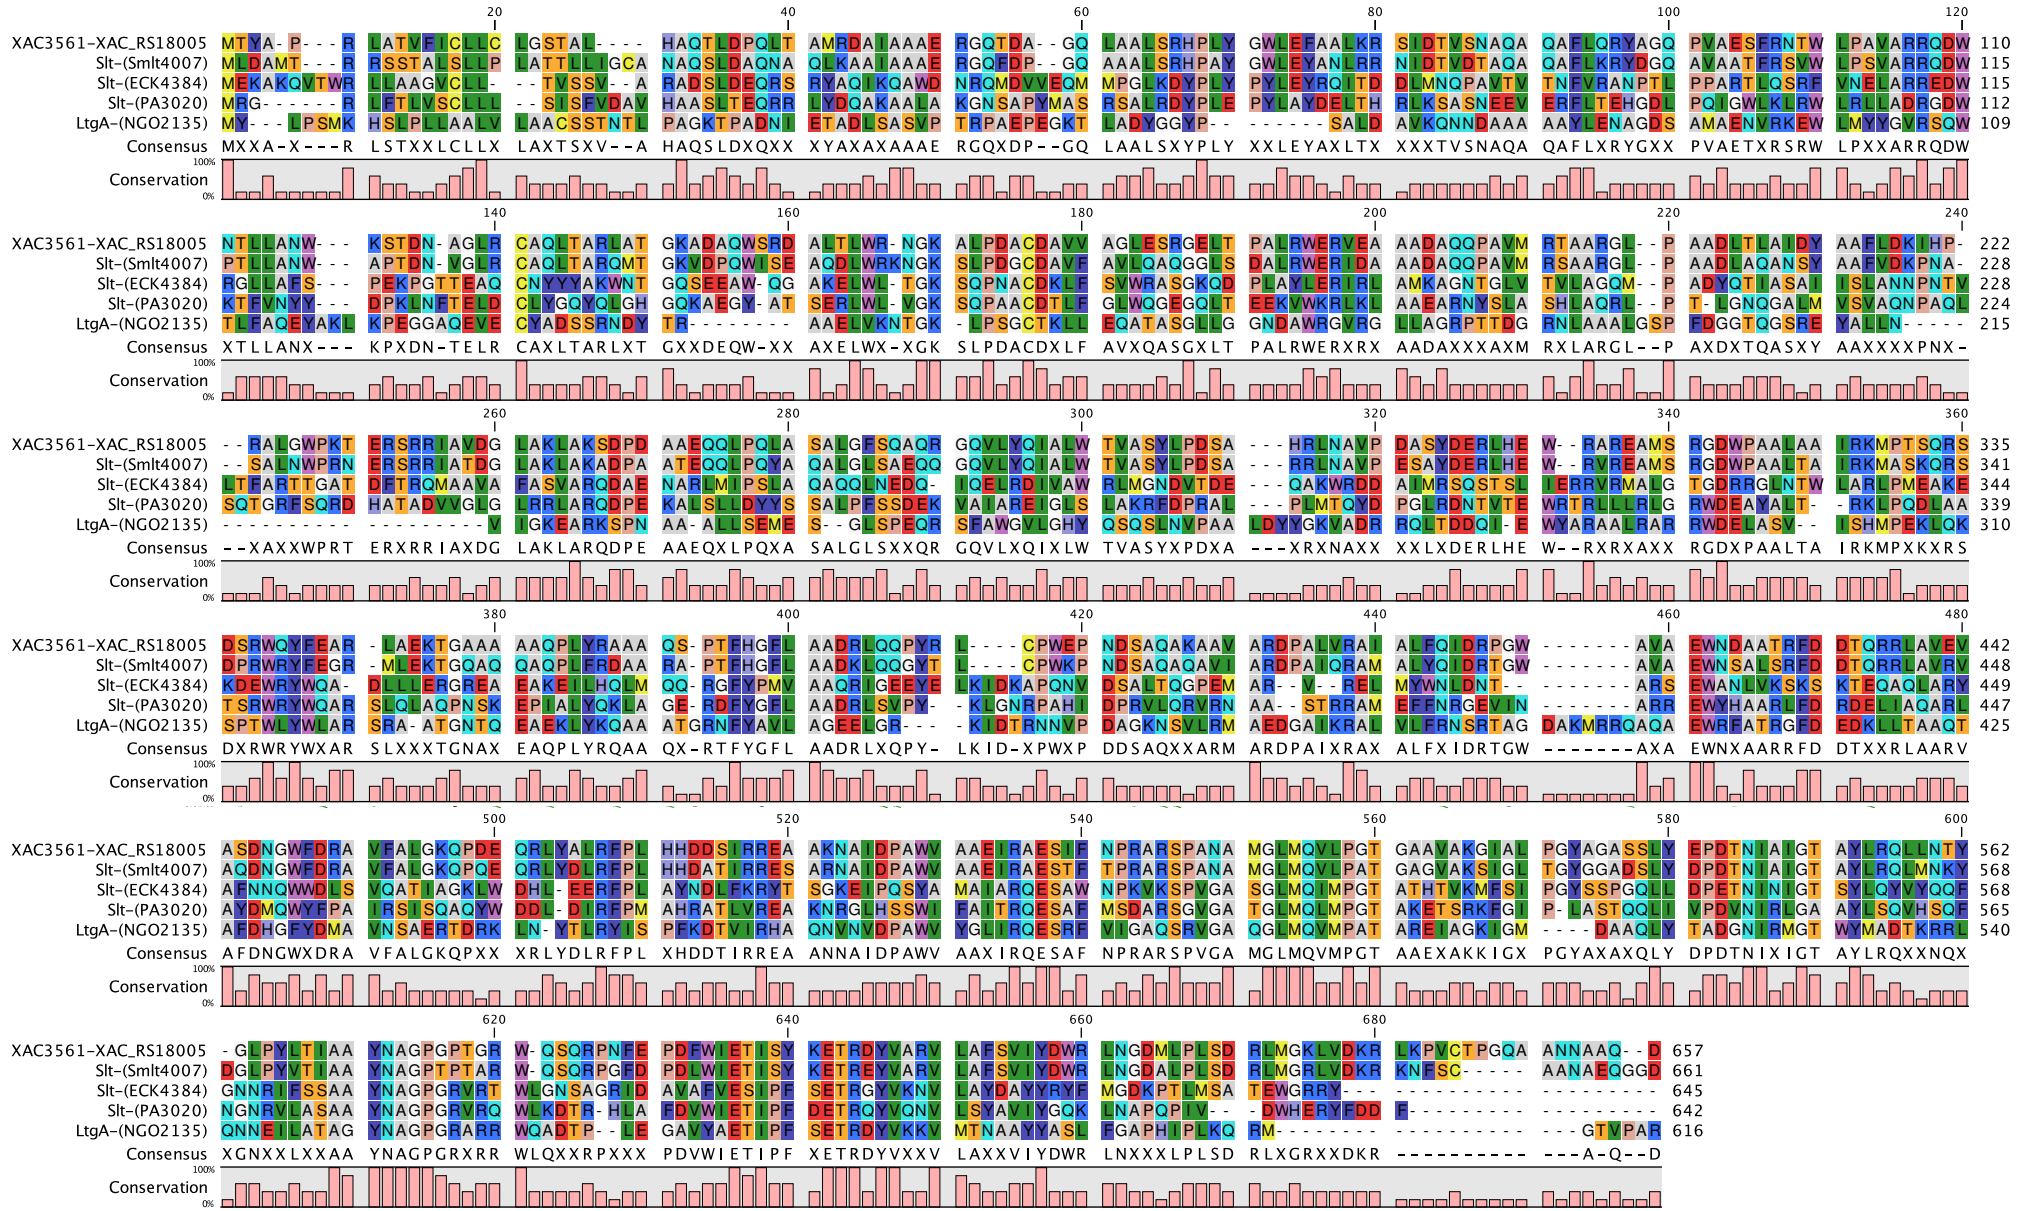 20 40 60 80 100 120
XAC3561-XAC_RS18005 MTYA-P---R LATVFICLLC LGSTAL---- HAQTLDPQLT AMRDAIAAAE RGQTDA--GQ LAALSRHPLY GWLEFAALKR SIDTVSNAQA QAFLQRYAGQ PVAESFRNTW LPAVARRQDW 110
Slt-(Smlt4007) MLDAMT---R RSSTALSLLP LATTLLIGCA NAQSLDAQNA QLKAAIAAAE RGQFDP--GQ AAALSRHPAY GWLEYANLRR NIDTVDTAQA QAFLKRYDGQ AVAATFRSVW LPSVARRQDW 115
Slt-(ECK4384) MEKAKQVTWR LLAAGVCLL- --TVSSV--A RADSLDEQRS RYAQIKQAWD NRQMDVVEQM MPGLKDYPLY PYLEYRQITD DLMNQPAVTV TNFVRANPTL PPARTLQSRF VNELARREDW 115
Slt-(PA3020) MRG------R LFTLVSCLLL --SISFVDAV HAASLTEQRR LYDQAKAALA KGNSAPYMAS RSALRDYPLE PYLAYDELTH RLKSASNEEV ERFLTEHGDL PQIGWLKLRW LRLLADRGDW 112
LtgA-(NGO2135) MY---LPSMK HSLPLLAALV LAACSSTNTL PAGKTPADNI ETADLSASVP TRPAEPEGKT LADYGGYP-- -----SALD AVKQNNDAAA AAYLENAGDS AMAENVRKEW LMYYGVRSQW 109
Consensus MXXA-X---R LSTXXLCLLX LAXTSXV--A HAQSLDXQXX XYAXAXAAAE RGQXDP--GQ LAALSXYPLY XXLEYAXLTX XXXTVSNAQA QAFLXRYGXX PVAETXRSRW LPXXARRQDW
100%
Conservation
0%
140 160 180 200 220 240
XAC3561-XAC_RS18005 NTLLANW--- KSTDN-AGLR CAQLTARLAT GKADAQWSRD ALTLWR-NGK ALPDACDAVV AGLESRGELT PALRWERVEA AADAQQPAVM RTAARGL--P AADLTLAIDY AAFLDKIHP- 222
Slt-(Smlt4007) PTLLANW--- APTDN-VGLR CAQLTARQMT GKVDPQWISE AQDLWRKNGK SLPDGCDAVF AVLQAQGGLS DALRWERIDA AADAQQPAVM RSAARGL--P AADLAQANSY AAFVDKPNA- 228
Slt-(ECK4384) RGLLAFS--- PEKPGTTEAQ CNYYYAKWNT GQSEEAW-QG AKELWL-TGK SQPNACDKLF SVWRASGKQD PLAYLERIRL AMKAGNTGLV TVLAGQM--P ADYQTIASAI ISLANNPNTV 228
Slt-(PA3020) KTFVNYY--- DPKLNFTELD CLYGQYQLGH GQKAEGY-AT SERLWL-VGK SQPAACDTLF GLWQGEGQLT EEKVWKRLKL AAEARNYSLA SHLAQRL--P T-LGNQGALM VSVAQNPAQL 224
LtgA-(NGO2135) TLFAQEYAKL KPEGGAQEVE CYADSSRNDY TR-------- AAELVKNTGK -LPSGCTKLL EQATASGLLG GNDAWRGVRG LLAGRPTTDG RNLAAALGSP FDGGTQGSRE YALLN----- 215
Consensus XTLLANX--- KPXDN-TELR CAXLTARLXT GXXDEQW-XX AXELWX-XGK SLPDACDXLF AVXQASGXLT PALRWERXRX AADAXXXAXM RXLARGL--P AXDXTQASXY AAXXXXPNX-
100%
Conservation
0%
260 280 300 320 340 360
XAC3561-XAC_RS18005 --RALGWPKT ERSRRIAVDG LAKLAKSDPD AAEQQLPQLA SALGFSQAQR GQVLYQIALW TVASYLPDSA ---HRLNAVP DASYDERLHE W--RAREAMS RGDWPAALAA IRKMPTSQRS 335
Slt-(Smlt4007) --SALNWPRN ERSRRIATDG LAKLAKADPA ATEQQLPQYA QALGLSAEQQ GQVLYQIALW TVASYLPDSA ---RRLNAVP ESAYDERLHE W--RVREAMS RGDWPAALTA IRKMASKQRS 341
Slt-(ECK4384) LTFARTTGAT DFTRQMAAVA FASVARQDAE NARLMIPSLA QAQQLNEDQ- IQELRDIVAW RLMGNDVTDE ---QAKWRDD AIMRSQSTSL IERRVRMALG TGDRRGLNTW LARLPMEAKE 344
Slt-(PA3020) SQTGRFSQRD HATADVVGLG LRRLARQDPE KALSLLDYYS SALPFSSDEK VAIAREIGLS LAKRFDPRAL ---PLMTQYD PGLRDNTVTE WRTRLLLRLG RWDEAYALT- -RKLPQDLAA 339
LtgA-(NGO2135) ---------- ---------V IGKEARKSPN AA-ALLSEME S--GLSPEQR SFAWGVLGHY QSQSLNVPAA LDYYGKVADR RQLTDDQI-E WYARAALRAR RWDELASV-- ISHMPEKLQK 310
Consensus --XAXXWPRT ERXRRIAXDG LAKLARQDPE AAEQXLPQXA SALGLSXXQR GQVLXQIXLW TVASYXPDXA ---XRXNAXX XXLXDERLHE W--RXRXAXX RGDXPAALTA IRKMPXKXRS
100%
Conservation
0%
380 400 420 440 460 480
XAC3561-XAC_RS18005 DSRWQYFEAR -LAEKTGAAA AAQPLYRAAA QS-PTFHGFL AADRLQQPYR L----CPWEP NDSAQAKAAV ARDPALVRAI ALFQIDRPGW -------AVA EWNDAATRFD DTQRRLAVEV 442
Slt-(Smlt4007) DPRWRYFEGR -MLEKTGQAQ QAQPLFRDAA RA-PTFHGFL AADKLQQGYT L----CPWKP NDSAQAQAVI ARDPAIQRAM ALYQIDRTGW -------AVA EWNSALSRFD DTQRRLAVEV 448
Slt-(ECK4384) KDEWRYWQA- DLLLERGREA EAKEILHQLM QQ-RGFYPMV AAQRIGEEYE LKIDKAPQNV DSALTQGPEM AR--V--REL MYWNLDNT-- -------ARS EWANLVKSKS KTEQAQLARY 449
Slt-(PA3020) TSRWRYWQAR SLQLAQPNSK EPIALYQKLA GE-RDFYGFL AADRLSVPY- KLGNRPAHI DPRVLQRVRN AA--STRRAM EFFNRGEVIN -------ARR EWYHAARLFD RDELIAQARL 447
LtgA-(NGO2135) SPTWLYWLAR SRA-ATGNTQ EAEKLYKQAA ATGRNFYAVL AGEELGR--- -KIDTRNNVP DAGKNSVLRM AEDGAIKRAL VLFRNSRTAG DAKMRRQAQA EWRFATRGFD EDKLLTAAQT 425
Consensus DXRWRYWXAR SLXXXTGNAX EAQPLYRQAA QX-RTFYGFL AADRLXQPY- LKID-XPWXP DDSAQXXARM ARDPAIXRAX ALFXIDRTGW -------AXA EWNXAARRFD DTXXRLAARV
100%
Conservation
0%
500 520 540 560 580 600
XAC3561-XAC_RS18005 ASDNGWFDRA VFALGKQPDE QRLYALRFPL HHDDSIRREA AKNAIDPAWV AAEIRAESIF NPRARSPANA MGLMQVLPGT GAAVAKGIAL PGYAGASSLY EPDTNIAIGT AYLRQLLNTY 562
Slt-(Smlt4007) AQDNGWFDRA VFALGKQPQE QRLYDLRFPL HHDATIRRES ARNAIDPAWV AAEIRAESTF TPRARSPANA MGLMQVLPAT GAGVAKSIGL TGYGGADSLY DPDTNIAIGT AYLRQLMNKY 568
Slt-(ECK4384) AFNNQWWDLS VQATIAGKLW DHL-EERFPL AYNDLFKRYT SGKEIPQSYA MAIARQESAW NPKVKSPVGA SGLMQIMPGT ATHTVKMFSI PGYSSPGQLL DPETNINIGT SYLQYVYQQF 568
Slt-(PA3020) AYDMQWYFPA IRSISQAQYW DDL-DIRFPM AHRATLVREA KNRGLHSSWI FAITRQESAF MSDARSGVGA TGLMQLMPGT AKETSRKFGI P-LASTQQLI VPDVNIRLGA AYLSQVHSQF 565
LtgA-(NGO2135) AFDHGFYDMA VNSAERTDRK LN-YTLRYIS PFKDTVIRHA QNVNVDPAWV YGLIRQESRF VIGAQSRVGA QGLMQVMPAT AREIAGKIGM ----DAAQLY TADGNIRMGT WYMADTKRRL 540
Consensus AFDNGWXDRA VFALGKQPXX XRLYDLRFPL XHDDTIRREA ANNAIDPAWV AAXIRQESAF NPRARSPVGA MGLMQVMPGT AAEXAKKIGX PGYAXAXQLY DPDTNIXIGT AYLRQXXNQX
100%
Conservation
0%
620 640 660 680
XAC3561-XAC_RS18005 -GLPYLTIAA YNAGPGPTGR W-QSQRPNFE PDFWIETISY KETRDYVARV LAFSVIYDWR LNGDMLPLSD RLMGKLVDKR LKPVCTPGQA ANNAAQ--D 657
Slt-(Smlt4007) DGLPYVTIAA YNAGPTPTAR W-QSQRPGFD PDLWIETISY KETREYVARV LAFSVIYDWR LNGDALPLSD RLMGRLVDKR KNFSC----- AANAEQGGD 661
Slt-(ECK4384) GNNRIFSSAA YNAGPGRVRT WLGNSAGRID AVAFVESIPF SETRGYVKNV LAYDAYYRYF MGDKPTLMSA TEWGRRY--- ---------- --------- 645
Slt-(PA3020) NGNRVLASAA YNAGPGRVRQ WLKDTR-HLA FDVWIETIPF DETRQYVQNV LSYAVIYGQK LNAPQPIV-- -DWHERYFDD F--------- --------- 642
LtgA-(NGO2135) QNNEILATAG YNAGPGRARR WQADTP--LE GAVYAETIPF SETRDYVKKV MTNAAYYASL FGAPHIPLKQ RM-------- ---------- ---GTVPAR 616
Consensus XGNXXLXXAA YNAGPGRXRR WLQXXRPXXX PDVWIETIPF XETRDYVXXV LAXXVIYDWR LNXXXLPLSD RLXGRXXDKR ---------- ---A-Q--D
100%
Conservation
0%